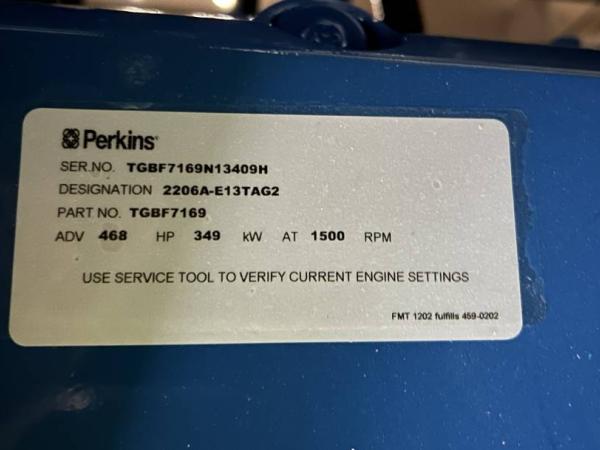 Perkins
SER.NO. TGBF7169N13409H
DESIGNATION 2206A-E13TAG2
PART NO. TGBF7169
ADV 468 HP 349 kW AT 1500 RPM
USE SERVICE TOOL TO VERIFY CURRENT ENGINE SETTINGS
FMT 1202 fulfills 459-0202